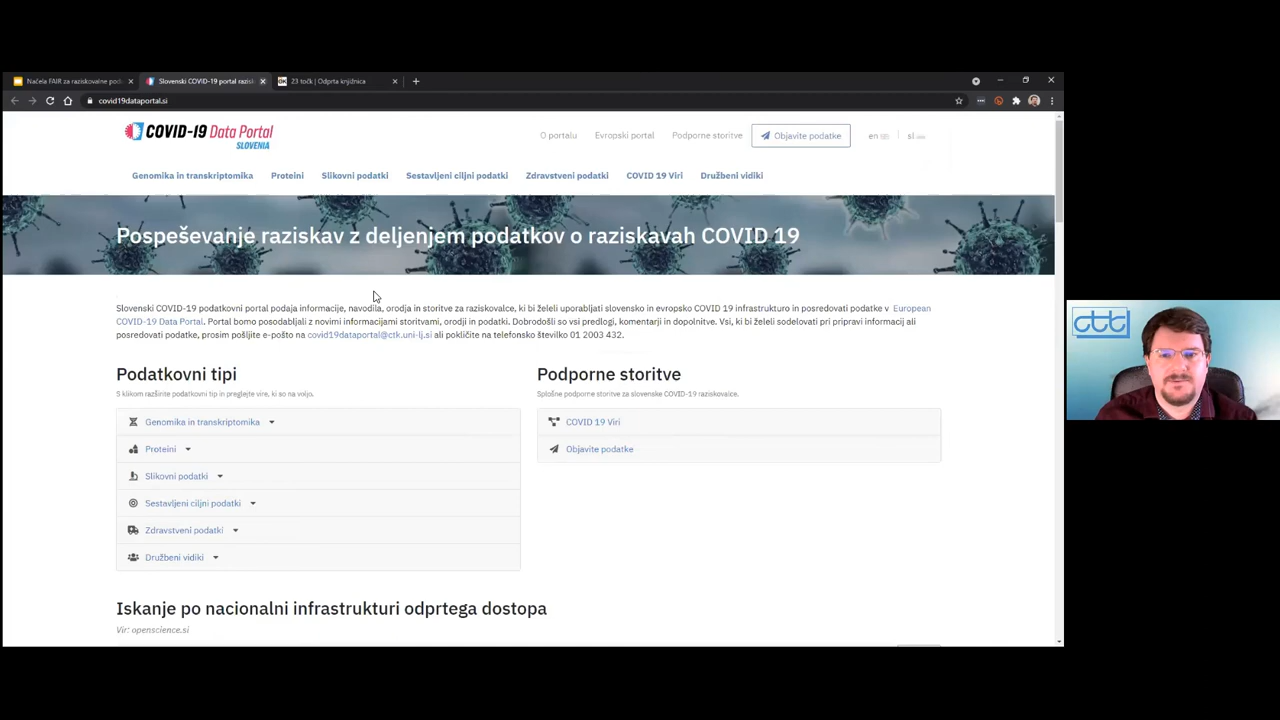 Načela FAIR za raziskovalne pod
Slovenski COVID-19 portal razisk
23 točk | Odprta knjižnica
covid19dataportal.si
COVID-19 Data Portal
SLOVENIA
O portalu
Evropski portal
Podporne storitve
Objavite podatke
en
sl
Genomika in transkriptomika
Proteini
Slikovni podatki
Sestavljeni ciljni podatki
Zdravstveni podatki
COVID 19 Viri
Družbeni vidiki
Pospeševanje raziskav z deljenjem podatkov o raziskavah COVID 19
Slovenski COVID-19 podatkovni portal podaja informacije, navodila, orodja in storitve za raziskovalce, ki bi želeli uporabljati slovensko in evropsko COVID 19 infrastrukturo in posredovati podatke v European
COVID-19 Data Portal. Portal bomo posodabljali z novimi informacijami storitvami, orodji in podatki. Dobrodošli so vsi predlogi, komentarji in dopolnitve. Vsi, ki bi želeli sodelovati pri pripravi informacij ali
posredovati podatke, prosim pošljite e-pošto na covid19dataportal@ctk.uni-lj.si ali pokličite na telefonsko številko 01 2003 432.
Podatkovni tipi
S klikom razširite podatkovni tip in preglejte vire, ki so na voljo.
Genomika in transkriptomika
Proteini
Slikovni podatki
Sestavljeni ciljni podatki
Zdravstveni podatki
Družbeni vidiki
Podporne storitve
Splošne podporne storitve za slovenske COVID-19 raziskovalce.
COVID 19 Viri
Objavite podatke
Iskanje po nacionalni infrastrukturi odprtega dostopa
Vir: openscience.si
ctk